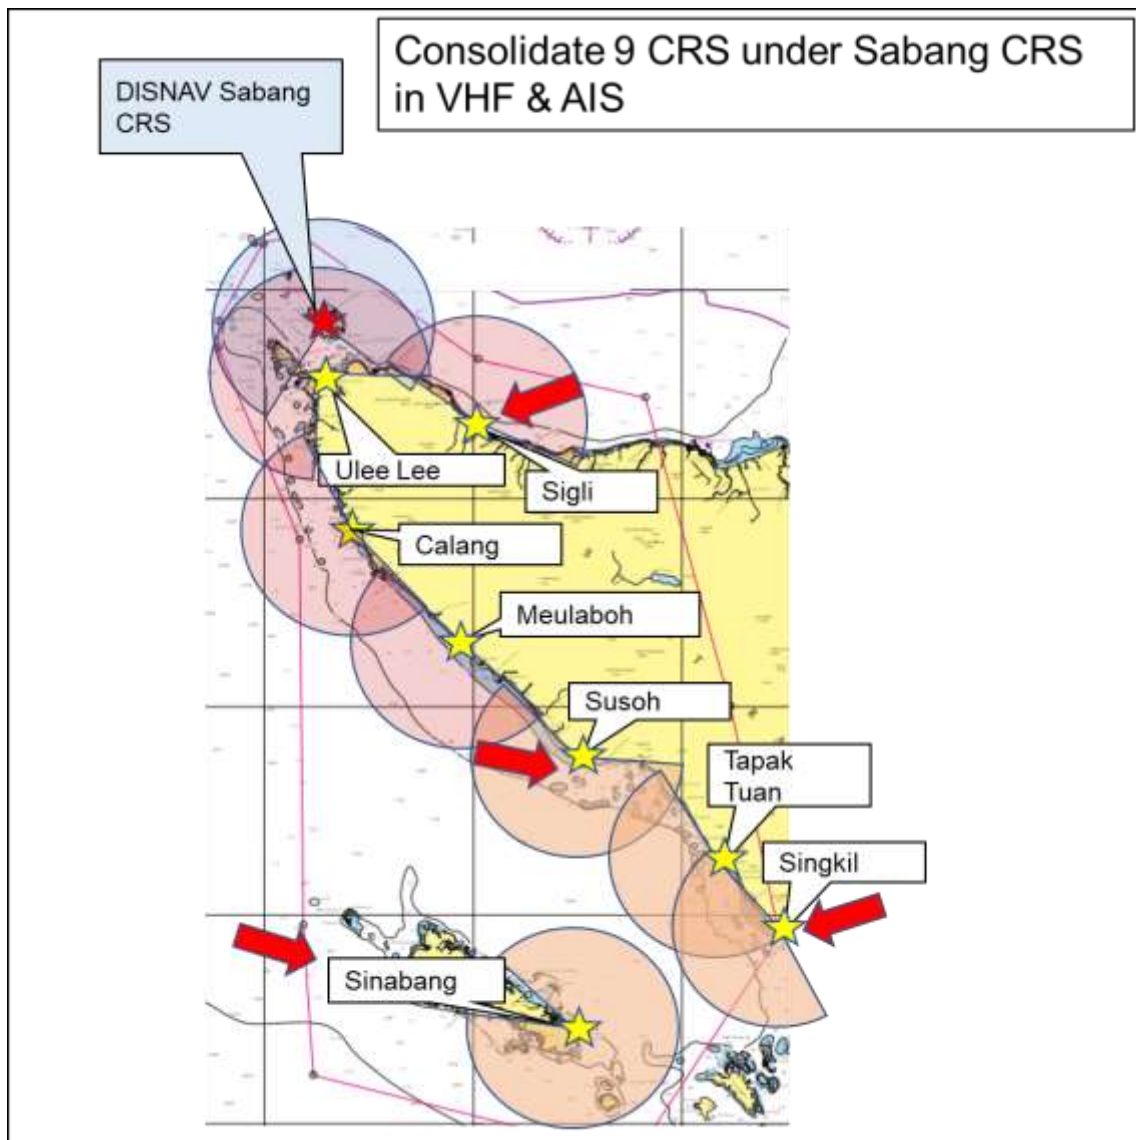 Consolidate 9 CRS under Sabang CRS
in VHF & AIS
DISNAV Sabang
CRS
Ulee Lee
Sigli
Calang
Meulaboh
Susoh
Tapak
Tuan
Singkil
Sinabang